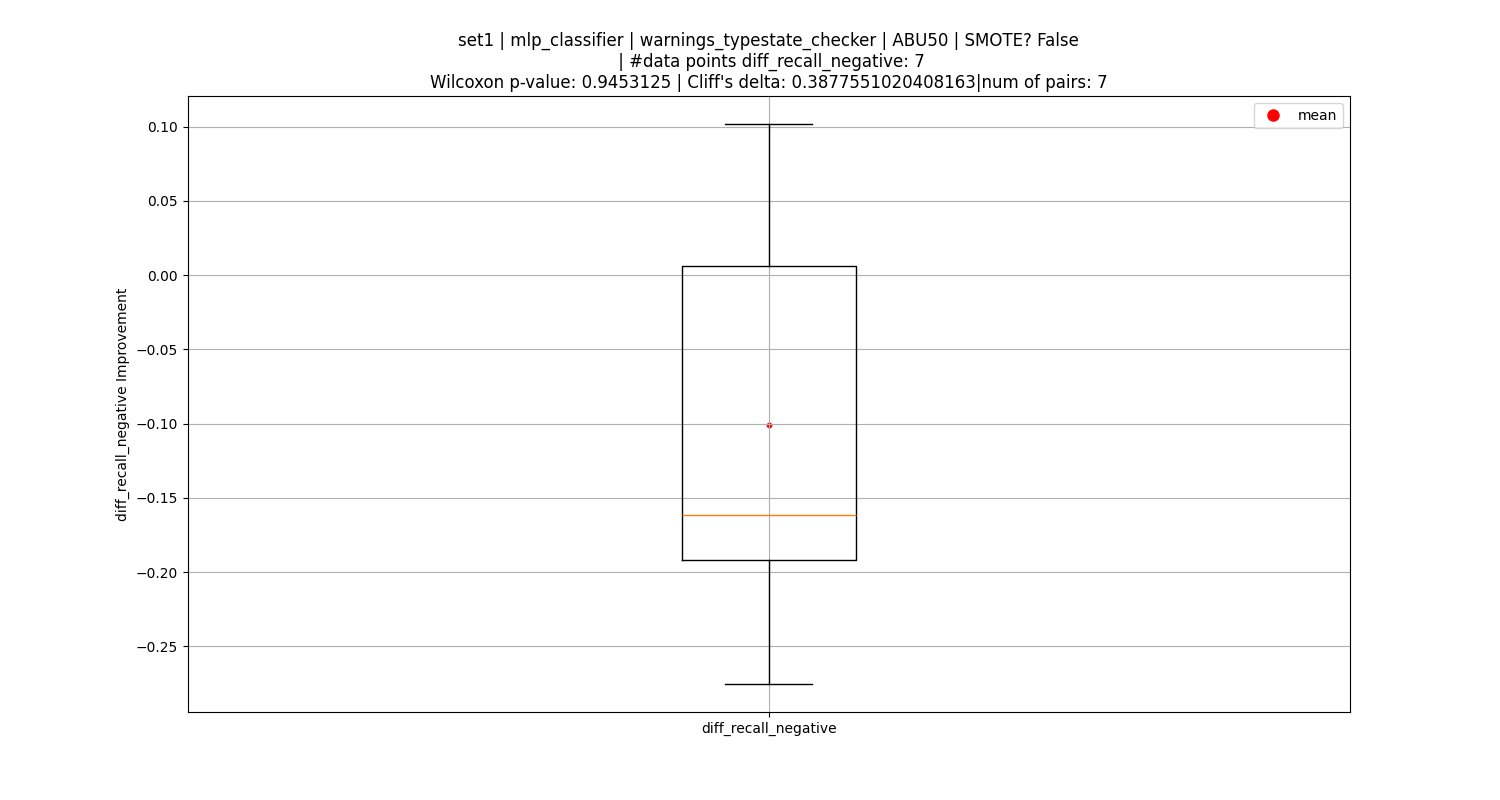 set1 | mlp_classifier | warnings_typestate_checker | ABU50 | SMOTE? False
| #data points diff_recall_negative: 7
Wilcoxon p-value: 0.9453125 | Cliff's delta: 0.3877551020408163|num of pairs: 7
mean
0.10
0.05
0.00
−0.05
−0.10
−0.15
−0.20
−0.25
diff_recall_negative Improvement
diff_recall_negative